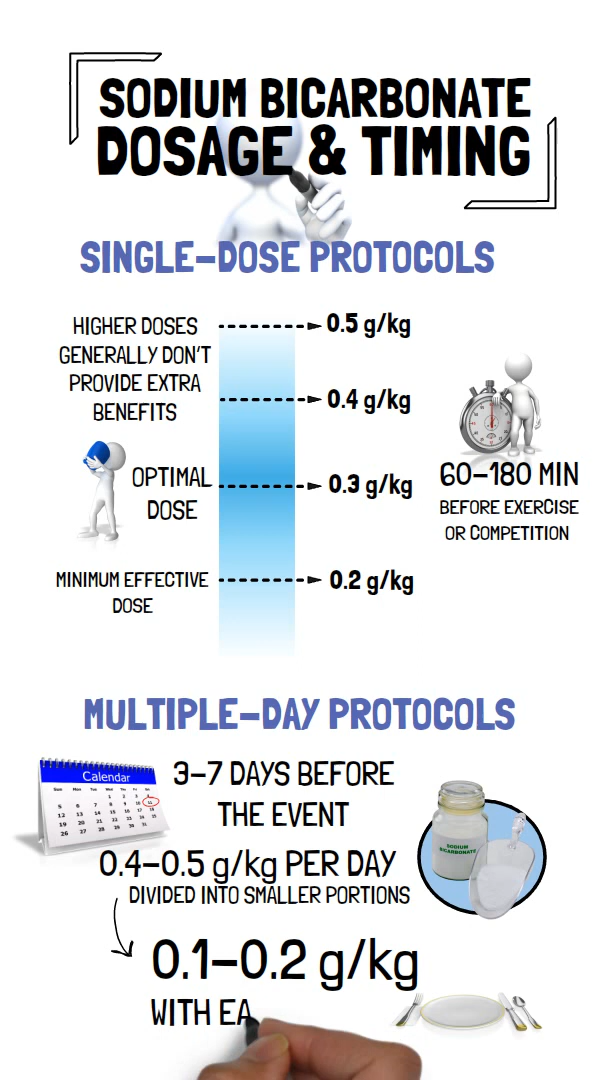 SODIUM BICARBONATE
DOSAGE & TIMING
SINGLE-DOSE PROTOCOLS
HIGHER DOSES
GENERALLY DON'T
PROVIDE EXTRA
BENEFITS
0.5 g/kg
0.4 g/kg
OPTIMAL
DOSE
0.3 g/kg
MINIMUM EFFECTIVE
DOSE
0.2 g/kg
60-180 MIN
BEFORE EXERCISE
OR COMPETITION
MULTIPLE-DAY PROTOCOLS
Calendar
3-7 DAYS BEFORE
THE EVENT
0.4-0.5 g/kg PER DAY
DIVIDED INTO SMALLER PORTIONS
SODIUM
BICARBONATE
0.1-0.2 g/kg
WITH EA